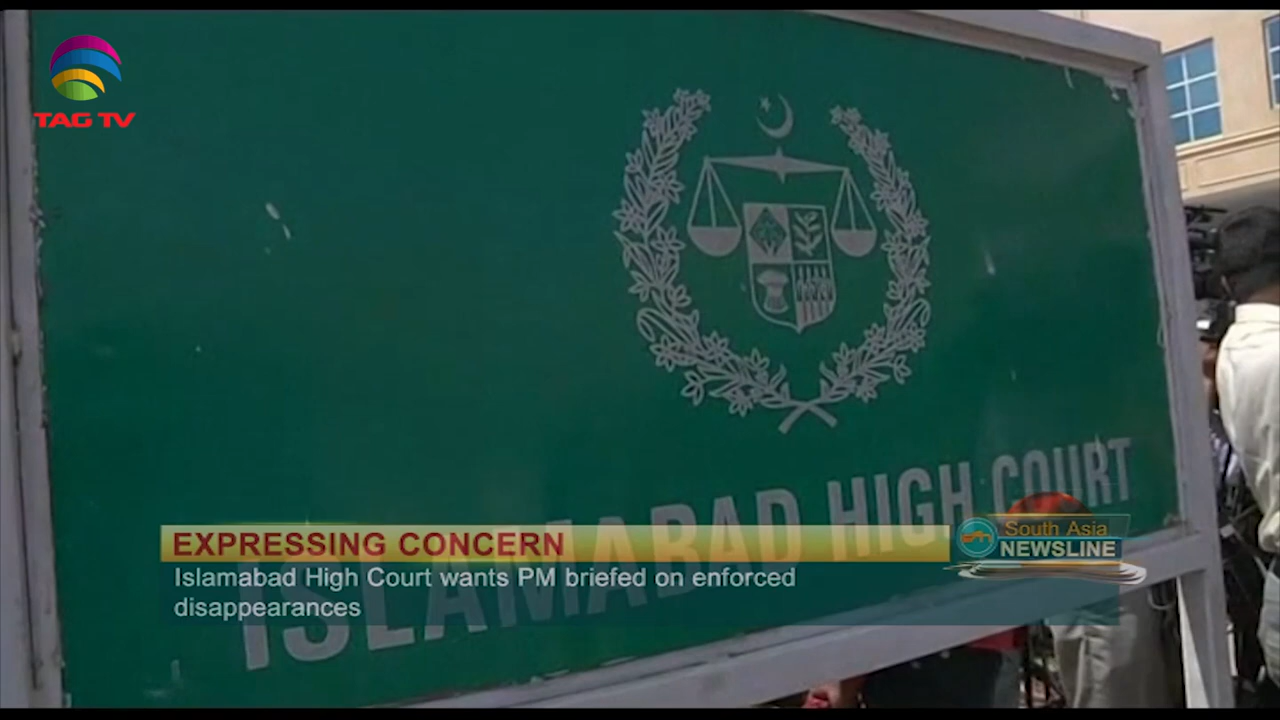 TAG TV
ISLAMABAD HIGH COURT
EXPRESSING CONCERN
South Asia
NEWSLINE
Islamabad High Court wants PM briefed on enforced
disappearances